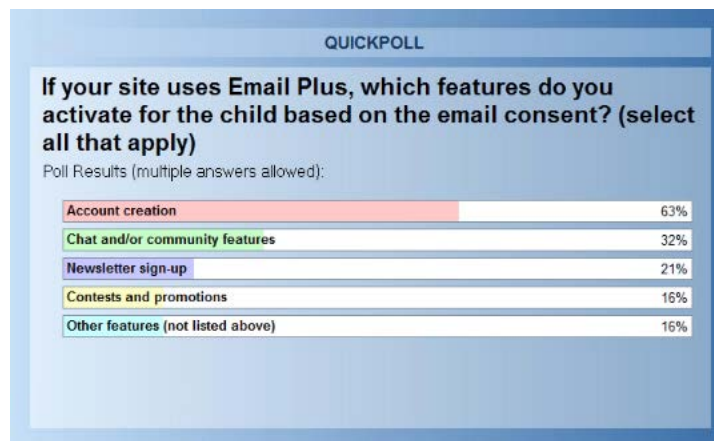 QUICKPOLL
If your site uses Email Plus, which features do you
activate for the child based on the email consent? (select
all that apply)
Poll Results (multiple answers allowed):
Account creation 63%
Chat and/or community features 32%
Newsletter sign-up 21%
Contests and promotions 16%
Other features (not listed above) 16%